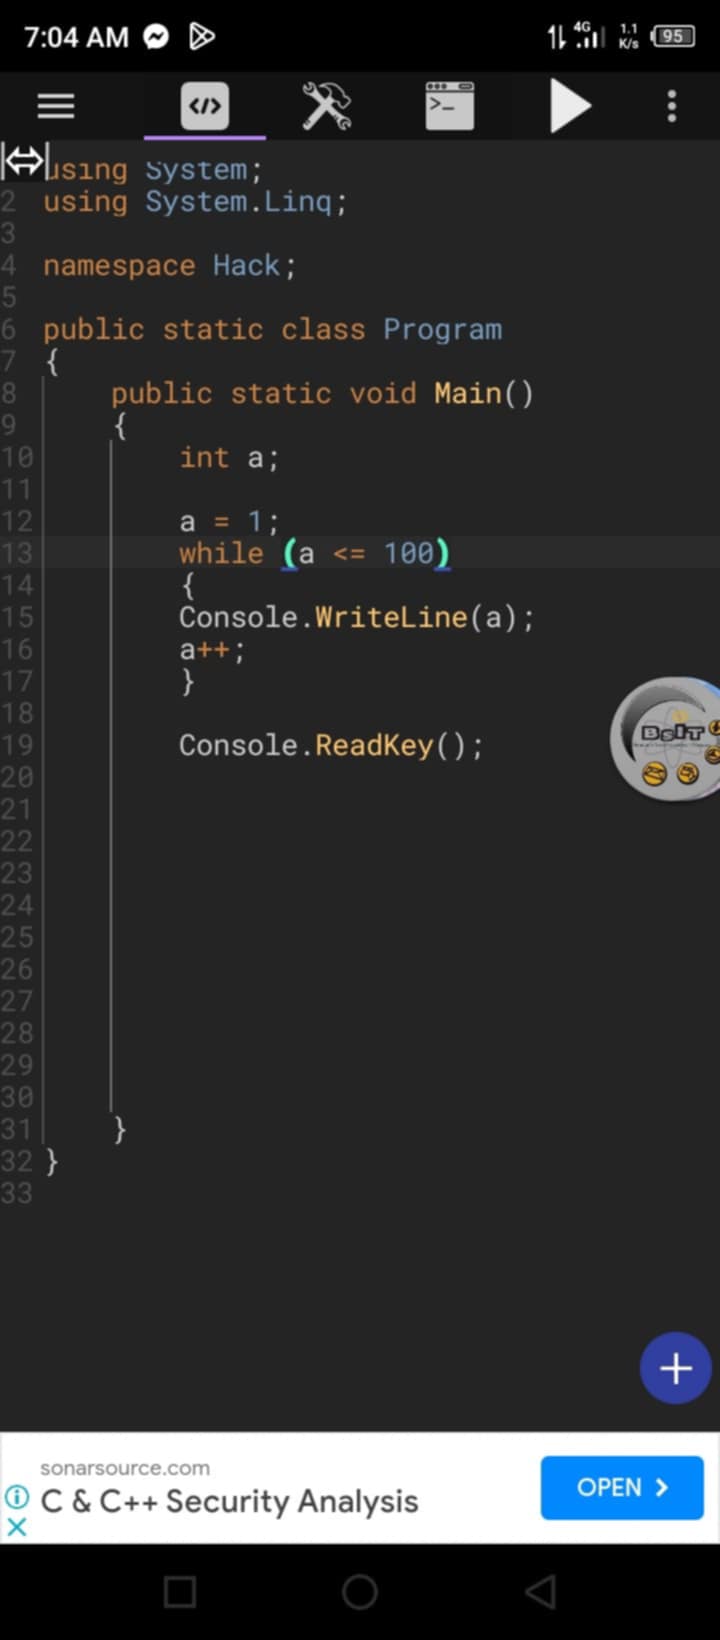 7:04 AM 4G 1.1 K/s 95
</>
>_
using System;
2 using System.Linq;
3
4 namespace Hack;
5
6 public static class Program
7 {
8 public static void Main()
9 {
10 int a;
11
12 a = 1;
13 while (a <= 100)
14 {
15 Console.WriteLine(a);
16 a++;
17 }
18
19 Console.ReadKey();
20
21
22
23
24
25
26
27
28
29
30
31 }
32 }
33
BSIT
+
sonarsource.com
C & C++ Security Analysis
OPEN >